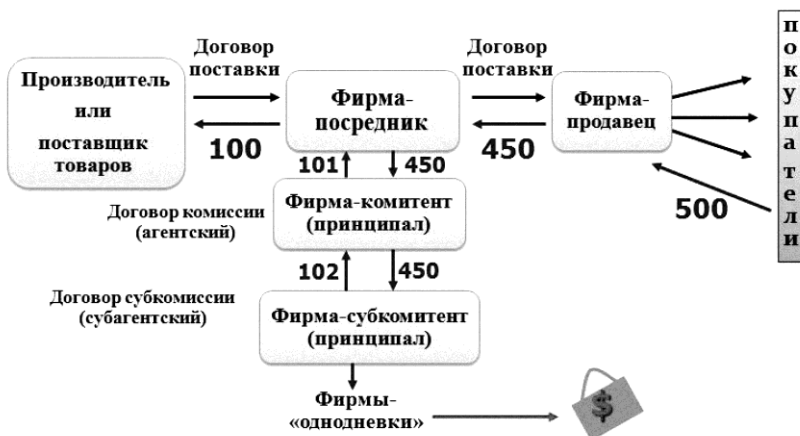 Договор
поставки
Договор
поставки
Производитель
или
поставщик
товаров
Фирма-
посредник
Фирма-
продавец
покупатели
100
450
500
101
450
Договор комиссии
(агентский)
Фирма-комитент
(принципал)
102
450
Договор субкомиссии
(субагентский)
Фирма-субкомитент
(принципал)
Фирмы-
«однодневки»
$